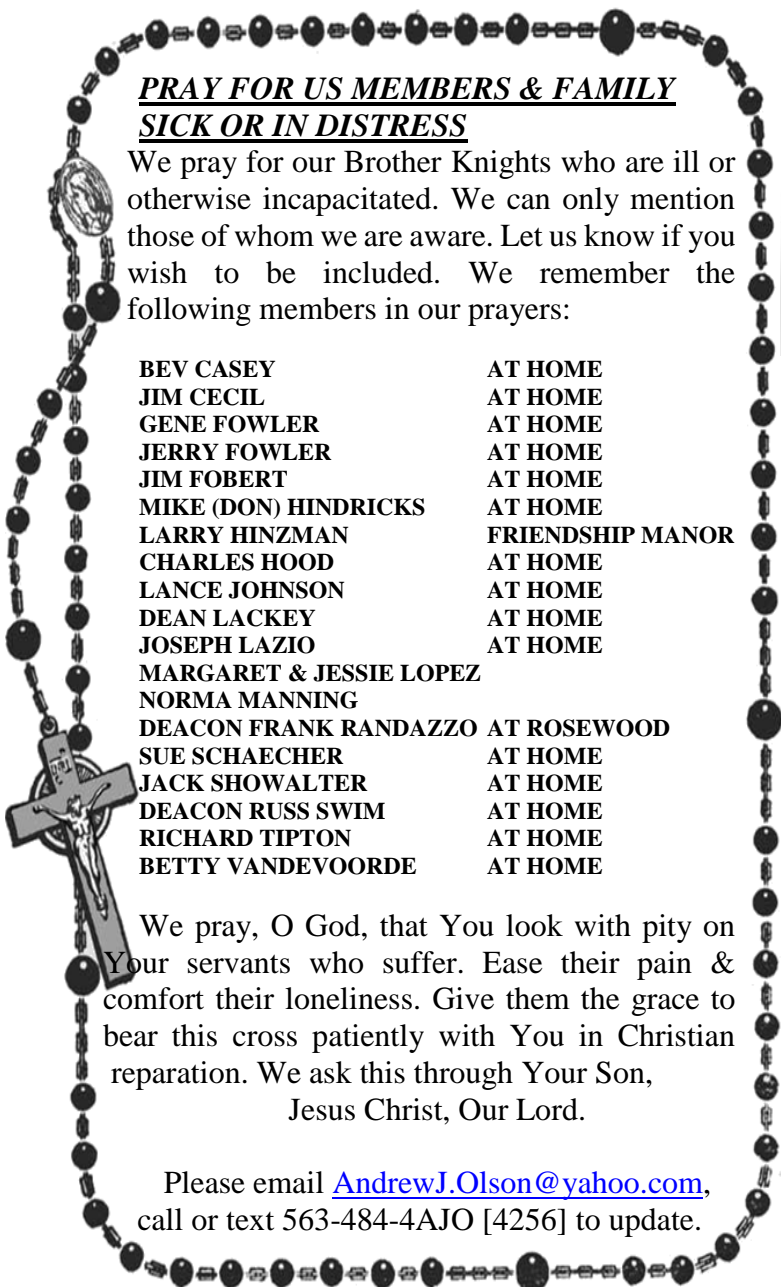 PRAY FOR US MEMBERS & FAMILY
SICK OR IN DISTRESS
We pray for our Brother Knights who are ill or
otherwise incapacitated. We can only mention
those of whom we are aware. Let us know if you
wish to be included. We remember the
following members in our prayers:
BEV CASEY AT HOME
JIM CECIL AT HOME
GENE FOWLER AT HOME
JERRY FOWLER AT HOME
JIM FOBERT AT HOME
MIKE (DON) HINDRICKS AT HOME
LARRY HINZMAN FRIENDSHIP MANOR
CHARLES HOOD AT HOME
LANCE JOHNSON AT HOME
DEAN LACKEY AT HOME
JOSEPH LAZIO AT HOME
MARGARET & JESSIE LOPEZ
NORMA MANNING
DEACON FRANK RANDAZZO AT ROSEWOOD
SUE SCHAECHER AT HOME
JACK SHOWALTER AT HOME
DEACON RUSS SWIM AT HOME
RICHARD TIPTON AT HOME
BETTY VANDEVOORDE AT HOME
We pray, O God, that You look with pity on
Your servants who suffer. Ease their pain &
comfort their loneliness. Give them the grace to
bear this cross patiently with You in Christian
reparation. We ask this through Your Son,
Jesus Christ, Our Lord.
Please email AndrewJ.Olson@yahoo.com,
call or text 563-484-4AJO [4256] to update.